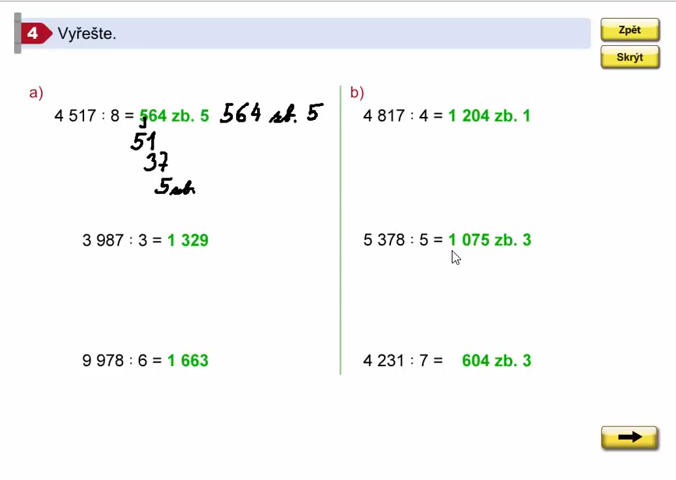 4 Vyřešte.
Zpět
Skrýt
a)
4 517 : 8 = 564 zb. 5 564 zb. 5
51
37
5 zb.
3 987 : 3 = 1 329
9 978 : 6 = 1 663
b)
4 817 : 4 = 1 204 zb. 1
5 378 : 5 = 1 075 zb. 3
4 231 : 7 = 604 zb. 3